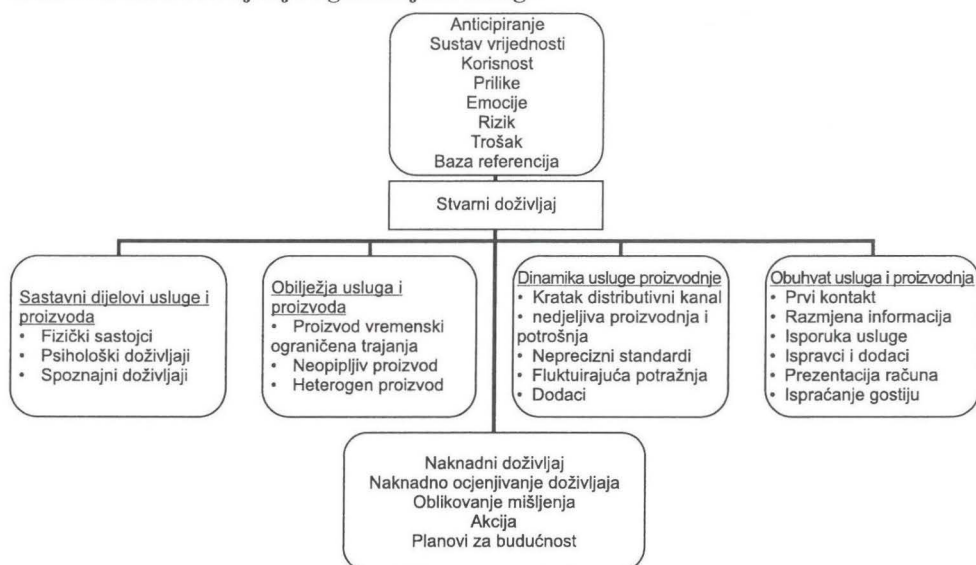 Anticipiranje
Sustav vrijednosti
Korisnost
Prilike
Emocije
Rizik
Trošak
Baza referencija
Stvarni doživljaj
Sastavni dijelovi usluge i
proizvoda
• Fizički sastojci
• Psihološki doživljaji
• Spoznajni doživljaji
Obilježja usluga i
proizvoda
• Proizvod vremenski
ograničena trajanja
• Neopipljiv proizvod
• Heterogen proizvod
Dinamika usluge proizvodnje
• Kratak distributivni kanal
• nedjeljiva proizvodnja i
potrošnja
• Neprecizni standardi
• Fluktuirajuća potražnja
• Dodaci
Obuhvat usluga i proizvodnja
• Prvi kontakt
• Razmjena informacija
• Isporuka usluge
• Ispravci i dodaci
• Prezentacija računa
• Ispraćanje gostiju
Naknadni doživljaj
Naknadno ocjenjivanje doživljaja
Oblikovanje mišljenja
Akcija
Planovi za budućnost